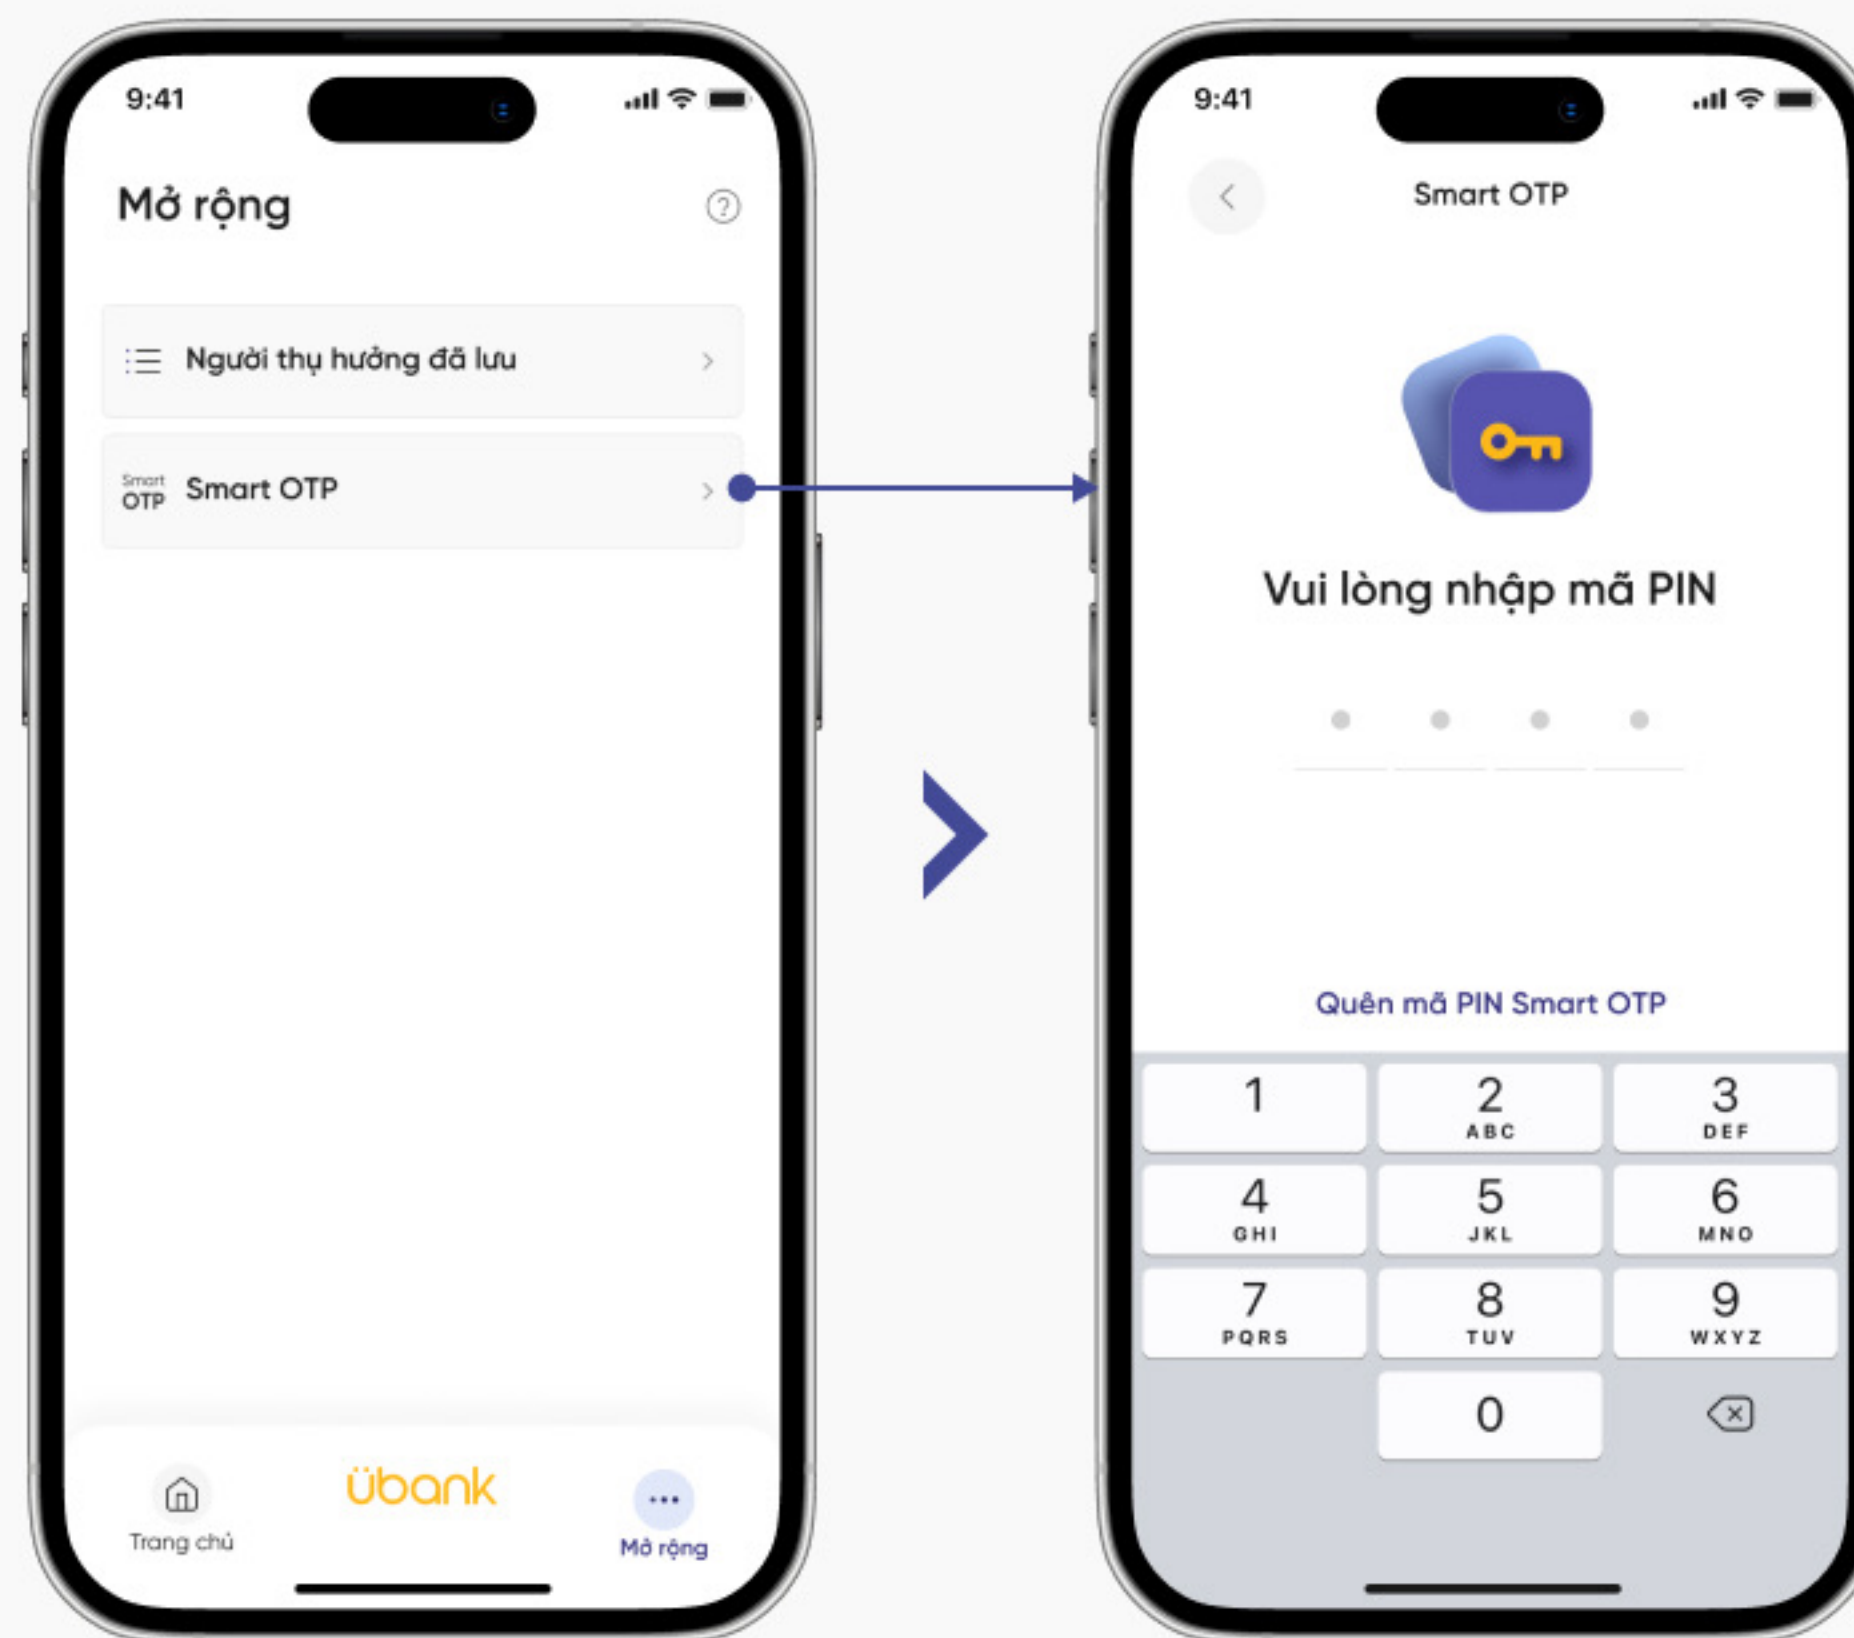 9:41
Mở rộng
Người thụ hưởng đã lưu
Smart
OTP
Smart OTP
Trang chủ
übank
Mở rộng
9:41
Smart OTP
Vui lòng nhập mã PIN
Quên mã PIN Smart OTP
1
2
ABC
3
DEF
4
GHI
5
JKL
6
MNO
7
PQRS
8
TUV
9
WXYZ
0